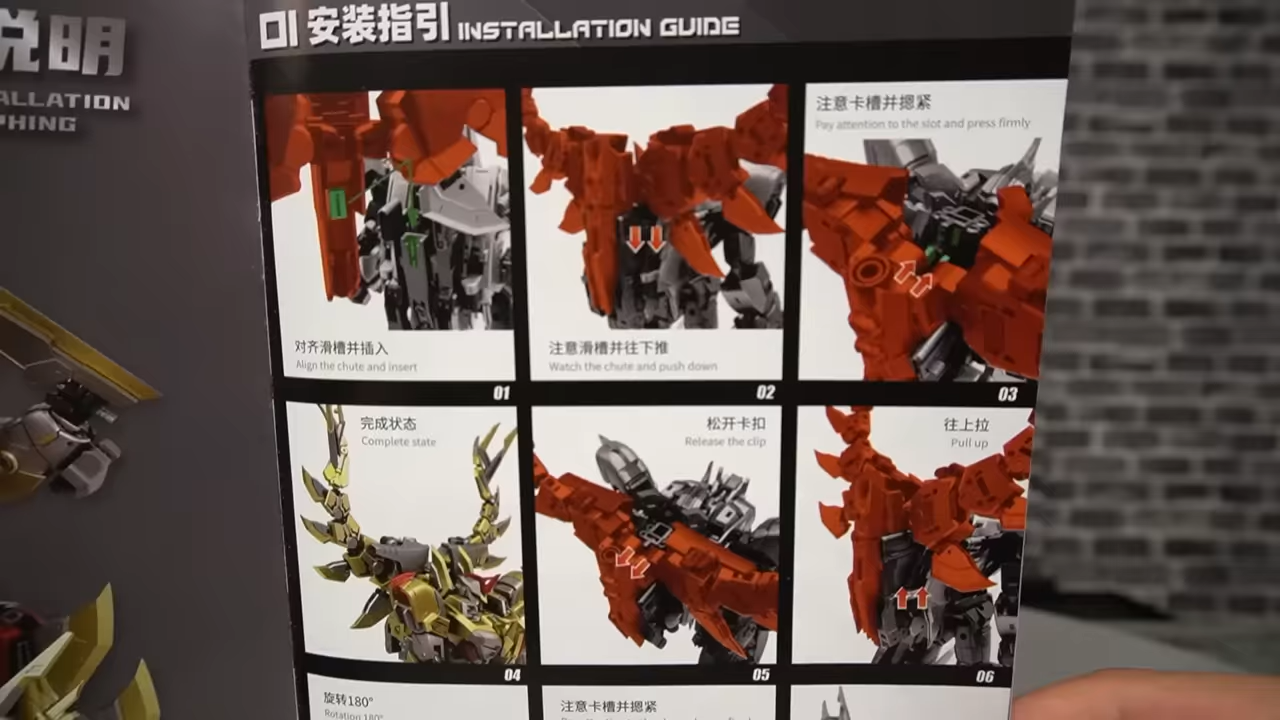 说明
ALLATION
PHING
01 安装指引 INSTALLATION GUIDE
对齐滑槽并插入
Align the chute and insert
01
注意滑槽并往下推
Watch the chute and push down
02
注意卡槽并摁紧
Pay attention to the slot and press firmly
03
完成状态
Complete state
04
松开卡扣
Release the clip
05
往上拉
Pull up
06
旋转180°
Rotation 180°
注意卡槽并摁紧